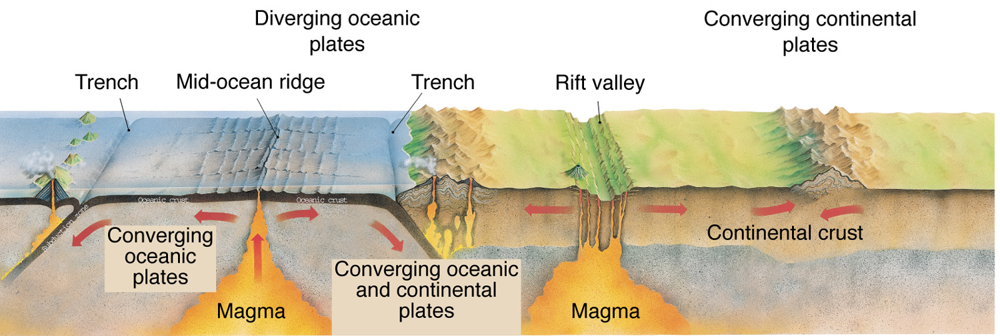 Diverging oceanic
plates
Converging continental
plates
Trench
Mid-ocean ridge
Trench
Rift valley
Oceanic crust
Oceanic crust
Subduction zone
Converging
oceanic
plates
Continental crust
Converging oceanic
and continental
plates
Magma
Magma